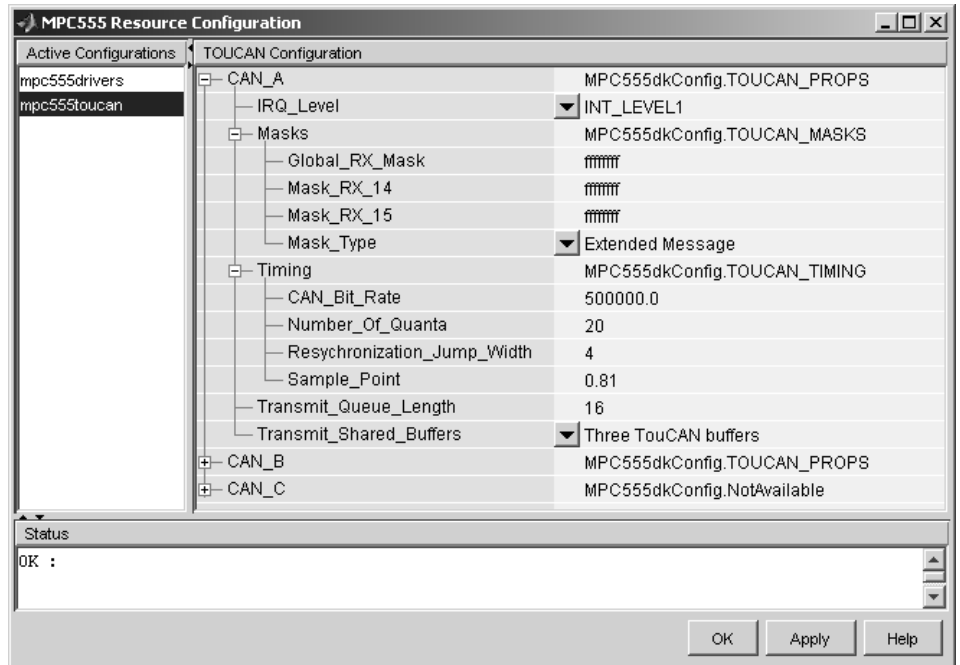 MPC555 Resource Configuration
Active Configurations
TOUCAN Configuration
mpc555drivers
mpc555toucan
CAN_A MPC555dkConfig.TOUCAN_PROPS
IRQ_Level INT_LEVEL1
Masks MPC555dkConfig.TOUCAN_MASKS
Global_RX_Mask ffffffff
Mask_RX_14 ffffffff
Mask_RX_15 ffffffff
Mask_Type Extended Message
Timing MPC555dkConfig.TOUCAN_TIMING
CAN_Bit_Rate 500000.0
Number_Of_Quanta 20
Resychronization_Jump_Width 4
Sample_Point 0.81
Transmit_Queue_Length 16
Transmit_Shared_Buffers Three TouCAN buffers
CAN_B MPC555dkConfig.TOUCAN_PROPS
CAN_C MPC555dkConfig.NotAvailable
Status
OK :
OK Apply Help